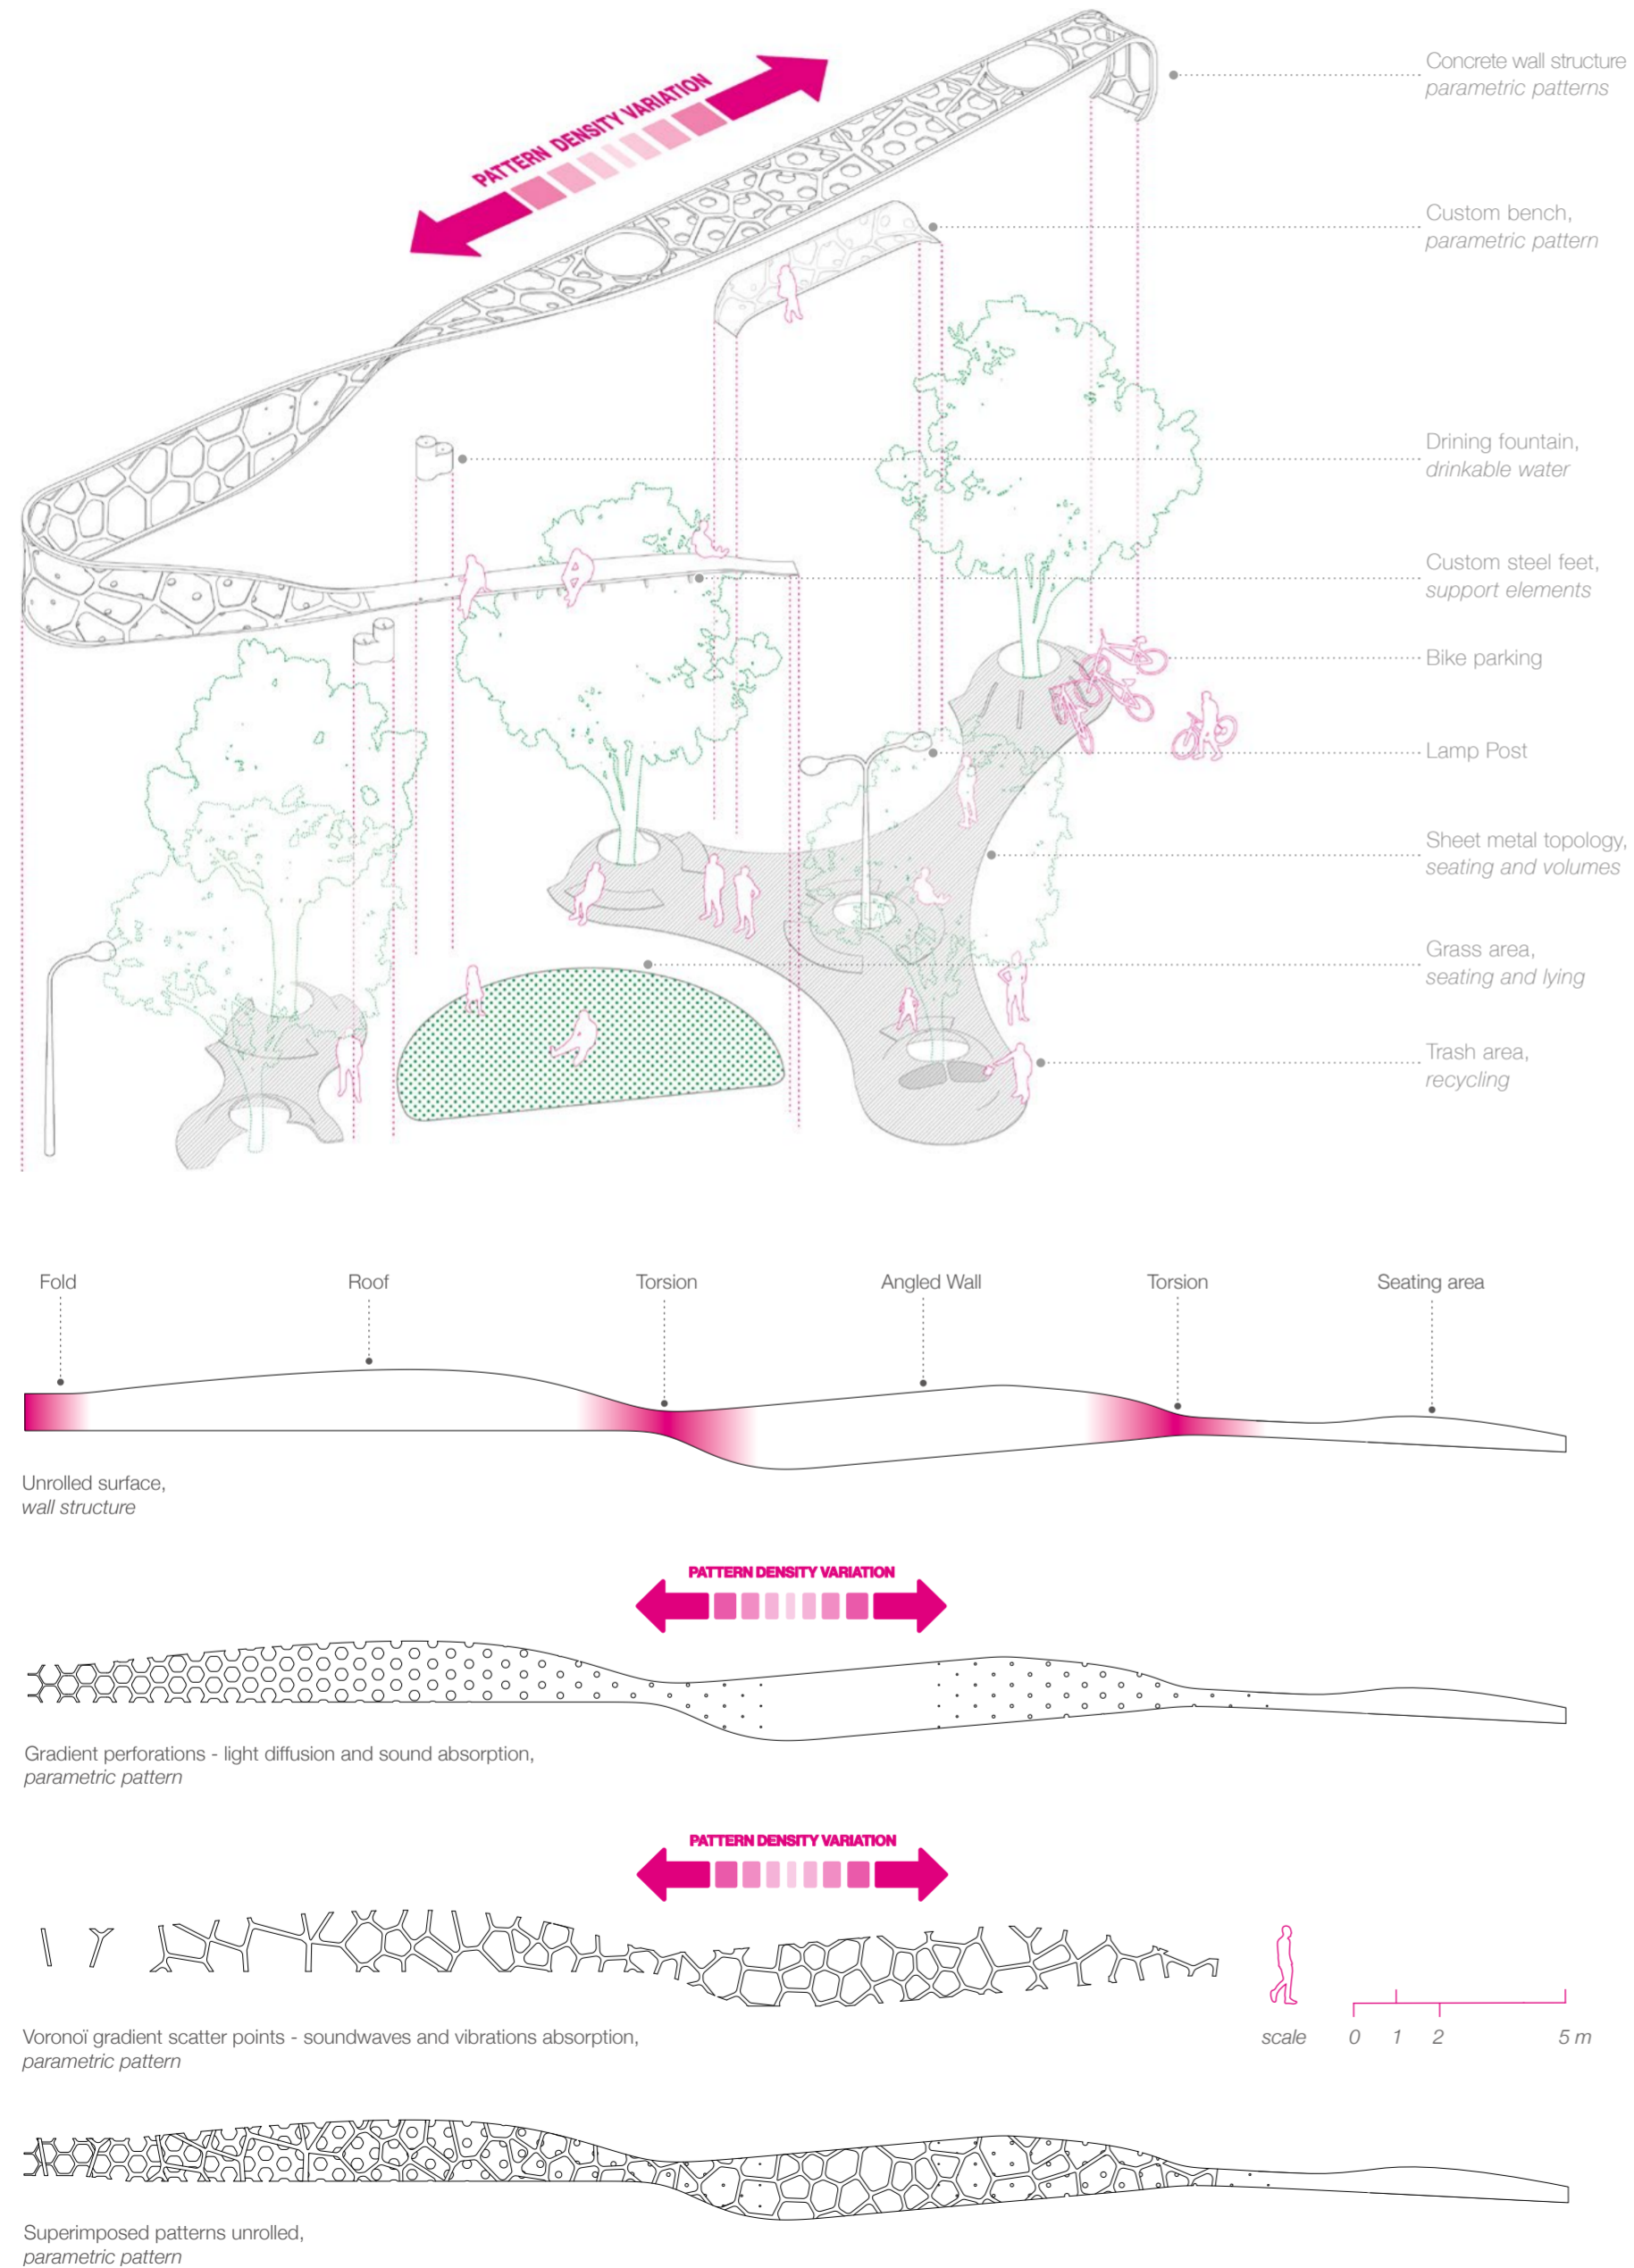 PATTERN DENSITY VARIATION
Concrete wall structure
parametric patterns
Custom bench,
parametric pattern
Drining fountain,
drinkable water
Custom steel feet,
support elements
Bike parking
Lamp Post
Sheet metal topology,
seating and volumes
Grass area,
seating and lying
Trash area,
recycling
Fold
Roof
Torsion
Angled Wall
Torsion
Seating area
Unrolled surface,
wall structure
PATTERN DENSITY VARIATION
Gradient perforations - light diffusion and sound absorption,
parametric pattern
PATTERN DENSITY VARIATION
Voronoï gradient scatter points - soundwaves and vibrations absorption,
parametric pattern
scale 0 1 2 5 m
Superimposed patterns unrolled,
parametric pattern